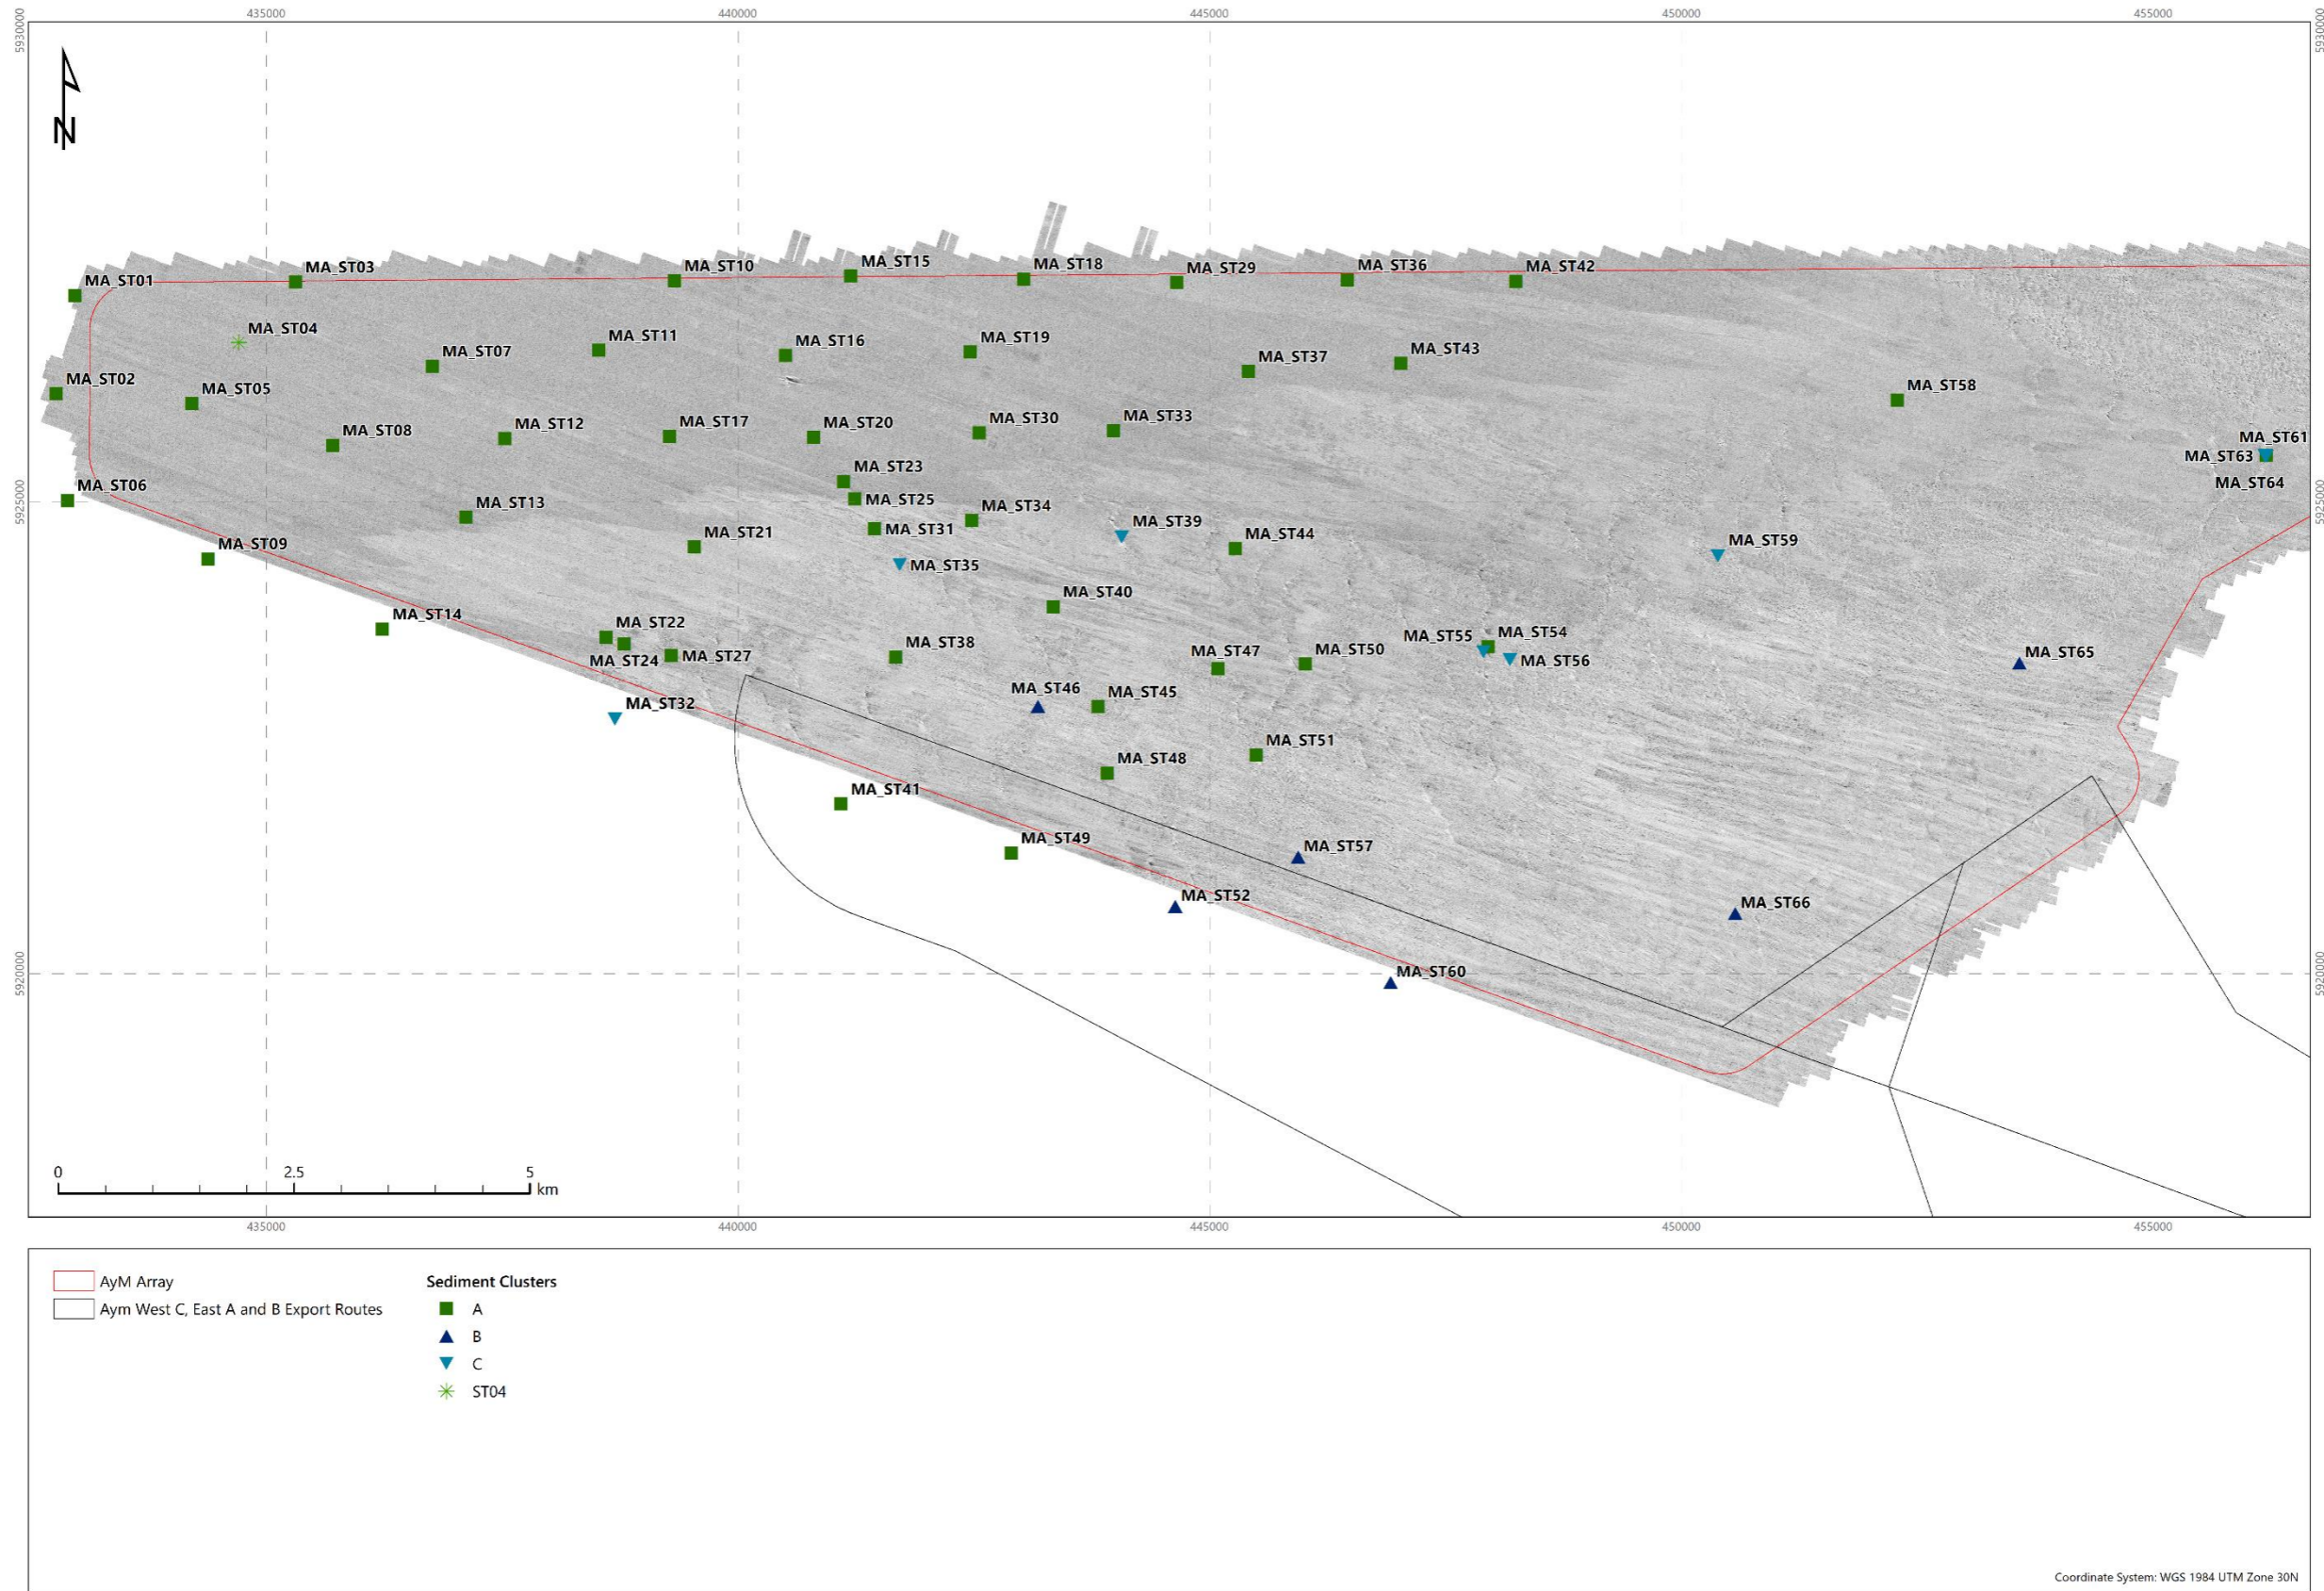 435000 440000 445000 450000 455000
5930000 5930000
N
MA_ST01
MA_ST03
MA_ST10
MA_ST15
MA_ST18
MA_ST29
MA_ST36
MA_ST42
MA_ST04
MA_ST07
MA_ST11
MA_ST16
MA_ST19
MA_ST37
MA_ST43
MA_ST02
MA_ST05
MA_ST58
MA_ST08
MA_ST12
MA_ST17
MA_ST20
MA_ST30
MA_ST33
MA_ST61
MA_ST63
MA_ST64
MA_ST23
MA_ST06
MA_ST25
5925000 5925000
MA_ST13
MA_ST34
MA_ST39
MA_ST21
MA_ST31
MA_ST44
MA_ST59
MA_ST09
MA_ST35
MA_ST40
MA_ST14
MA_ST22
MA_ST38
MA_ST55
MA_ST54
MA_ST24
MA_ST27
MA_ST47
MA_ST50
MA_ST56
MA_ST65
MA_ST32
MA_ST46
MA_ST45
MA_ST51
MA_ST48
MA_ST41
MA_ST49
MA_ST57
MA_ST52
MA_ST66
MA_ST60
5920000 5920000
0 2.5 5
km
435000 440000 445000 450000 455000
AyM Array
Aym West C, East A and B Export Routes
Sediment Clusters
A
B
C
ST04
Coordinate System: WGS 1984 UTM Zone 30N